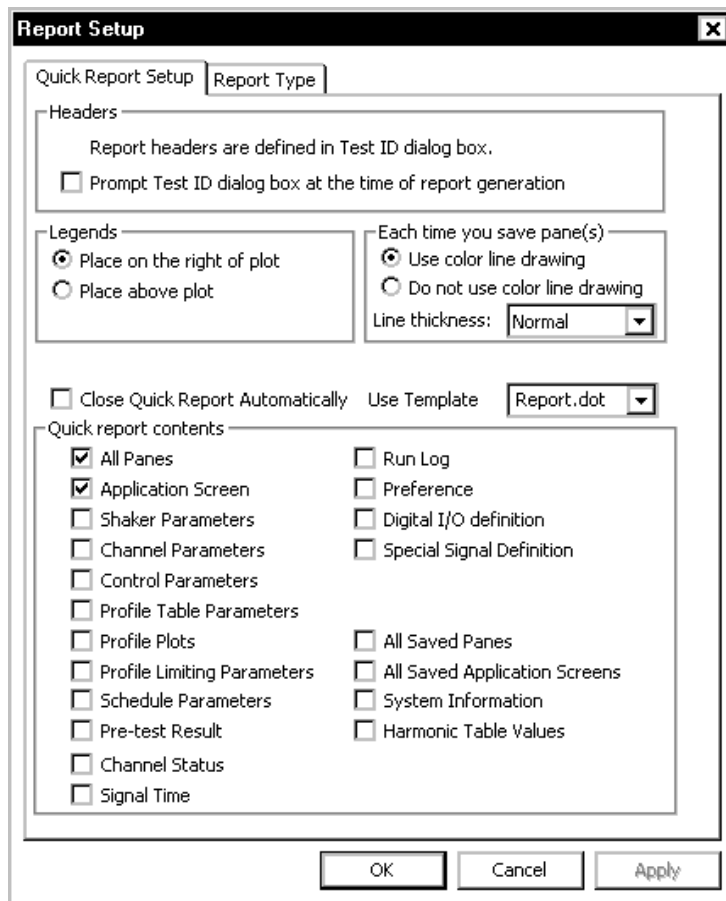 Report Setup
Quick Report Setup
Report Type
Headers
Report headers are defined in Test ID dialog box.
Prompt Test ID dialog box at the time of report generation
Legends
Place on the right of plot
Place above plot
Each time you save pane(s)
Use color line drawing
Do not use color line drawing
Line thickness: Normal
Close Quick Report Automatically
Use Template Report.dot
Quick report contents
All Panes
Application Screen
Shaker Parameters
Channel Parameters
Control Parameters
Profile Table Parameters
Profile Plots
Profile Limiting Parameters
Schedule Parameters
Pre-test Result
Channel Status
Signal Time
Run Log
Preference
Digital I/O definition
Special Signal Definition
All Saved Panes
All Saved Application Screens
System Information
Harmonic Table Values
OK
Cancel
Apply